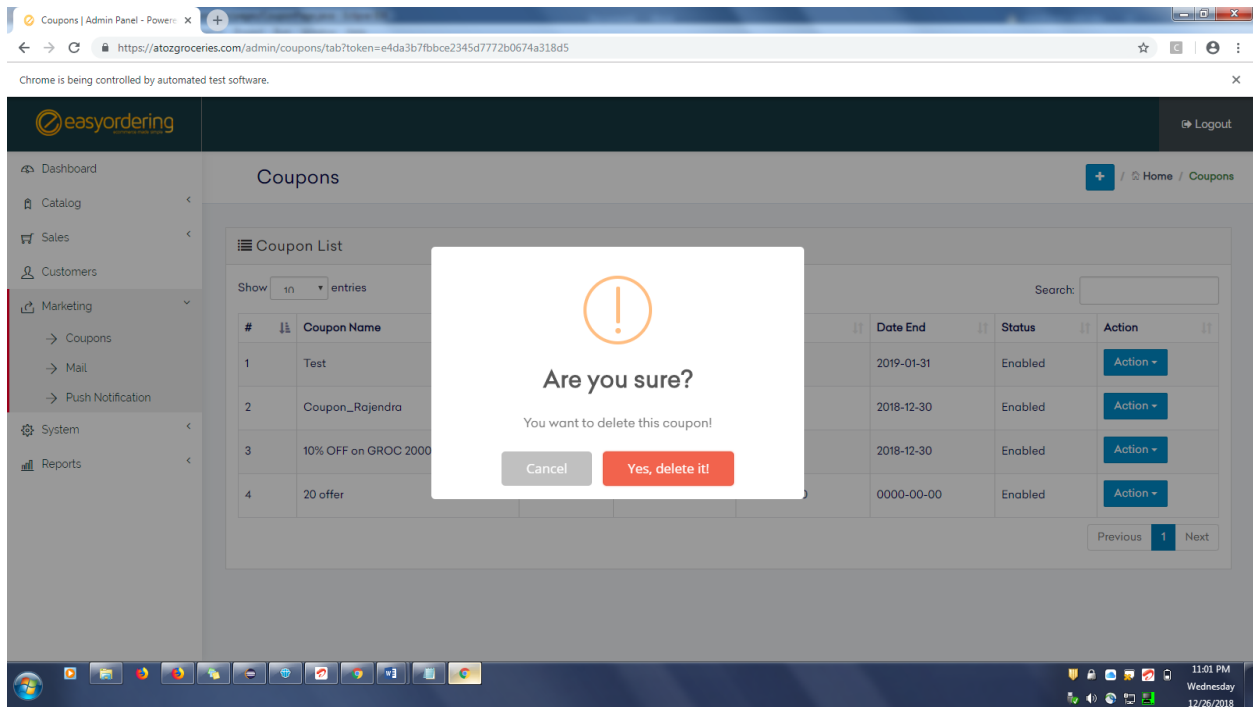 Coupons | Admin Panel - Powere
https://atozgroceries.com/admin/coupons/tab?token=e4da3b7fbbce2345d7772b0674a318d5
Chrome is being controlled by automated test software.
easyordering
Logout
Dashboard
Catalog
Sales
Customers
Marketing
Coupons
Mail
Push Notification
System
Reports
Coupons
+ / Home / Coupons
Coupon List
Show 10 entries
Search:
# Coupon Name Date End Status Action
1 Test 2019-01-31 Enabled Action
2 Coupon_Rajendra 2018-12-30 Enabled Action
3 10% OFF on GROC 2000 2018-12-30 Enabled Action
4 20 offer 0000-00-00 Enabled Action
Previous 1 Next
Are you sure?
You want to delete this coupon!
Cancel Yes, delete it!
11:01 PM
Wednesday
12/26/2018